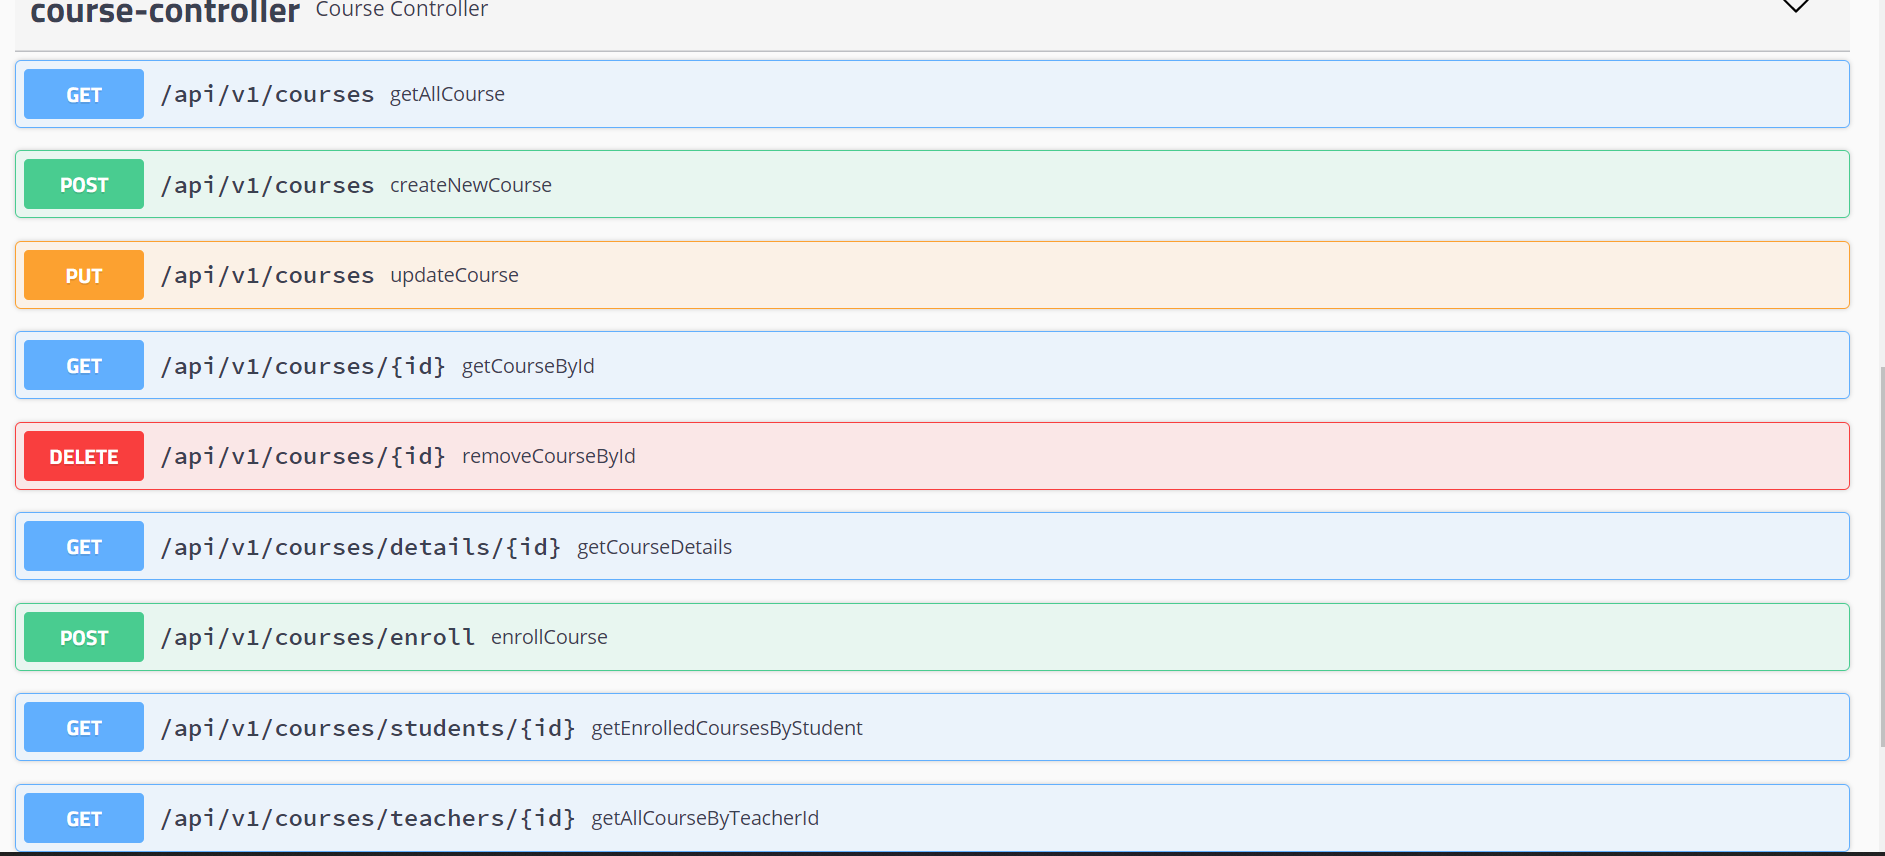 course-controller Course Controller
GET /api/v1/courses getAllCourse
POST /api/v1/courses createNewCourse
PUT /api/v1/courses updateCourse
GET /api/v1/courses/{id} getCourseById
DELETE /api/v1/courses/{id} removeCourseById
GET /api/v1/courses/details/{id} getCourseDetails
POST /api/v1/courses/enroll enrollCourse
GET /api/v1/courses/students/{id} getEnrolledCoursesByStudent
GET /api/v1/courses/teachers/{id} getAllCourseByTeacherId